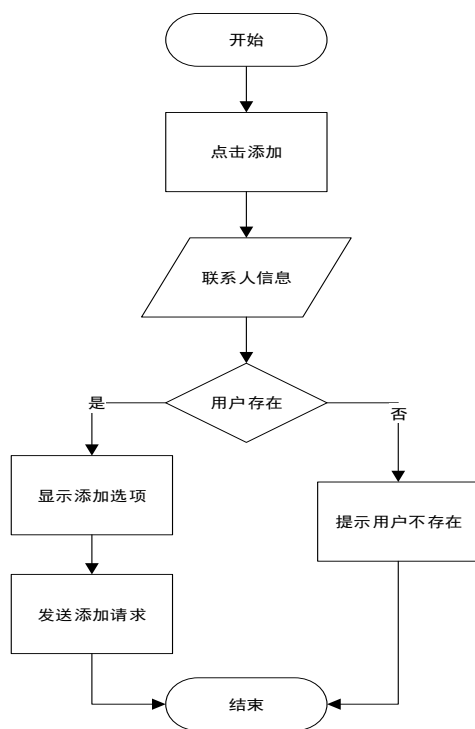 开始
点击添加
联系人信息
用户存在
是
否
显示添加选项
提示用户不存在
发送添加请求
结束